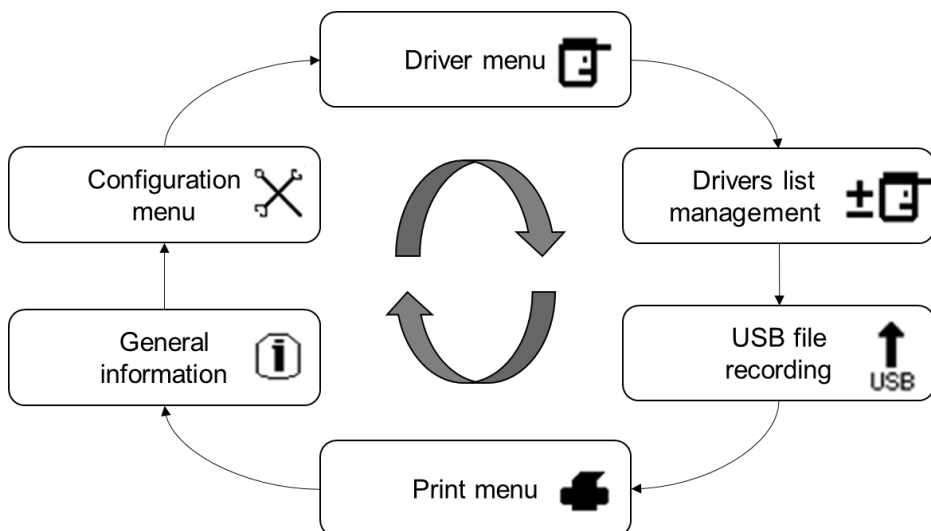 Driver menu
Configuration
menu
Drivers list
management
General
information
USB file
recording
USB
Print menu